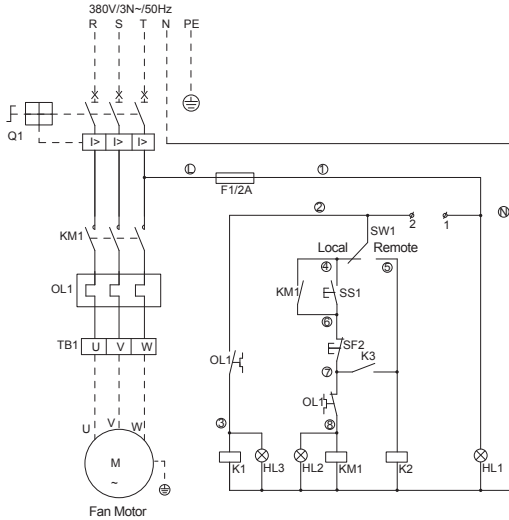 380V/3N~/50Hz
R S T N PE
Q1
I> I> I>
Ⓛ ①
F1/2A
② 2 1 Ⓝ
SW1
KM1 Local Remote
④ ⑤
OL1 KM1 SS1
⑥
TB1 U V W SF2
OL1 K3
⑦
OL1
U V W ③ ⑧
M
~
K1 HL3 HL2 KM1 K2 HL1
Fan Motor